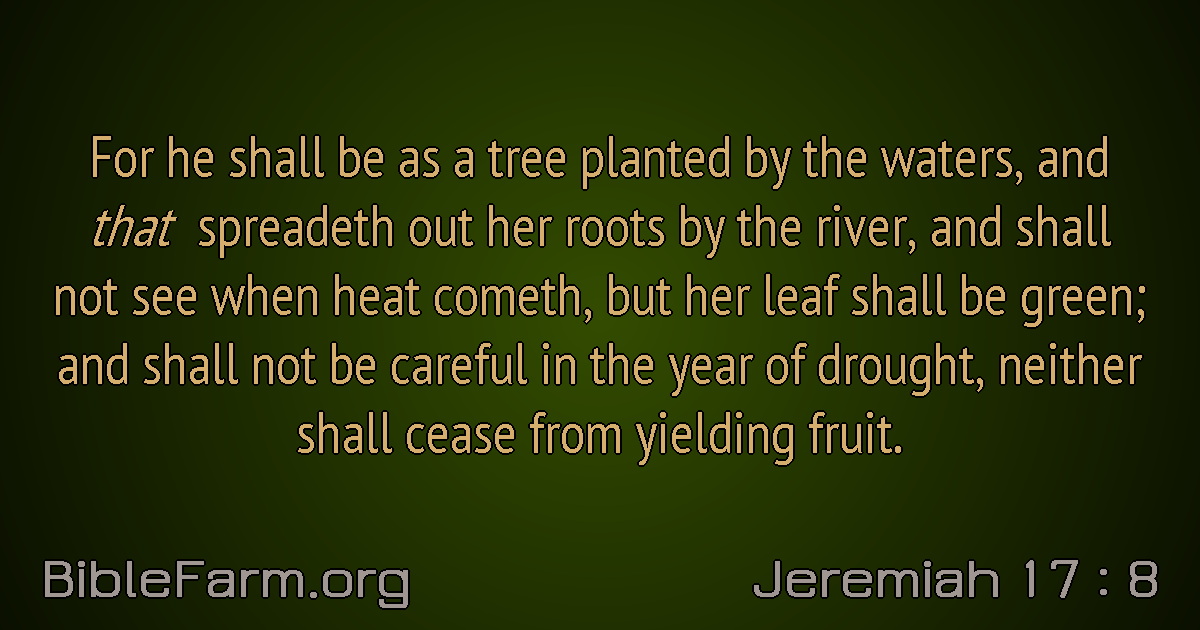 For he shall be as a tree planted by the waters, and
that spreadeth out her roots by the river, and shall
not see when heat cometh, but her leaf shall be green;
and shall not be careful in the year of drought, neither
shall cease from yielding fruit.
BibleFarm.org
Jeremiah 17 : 8